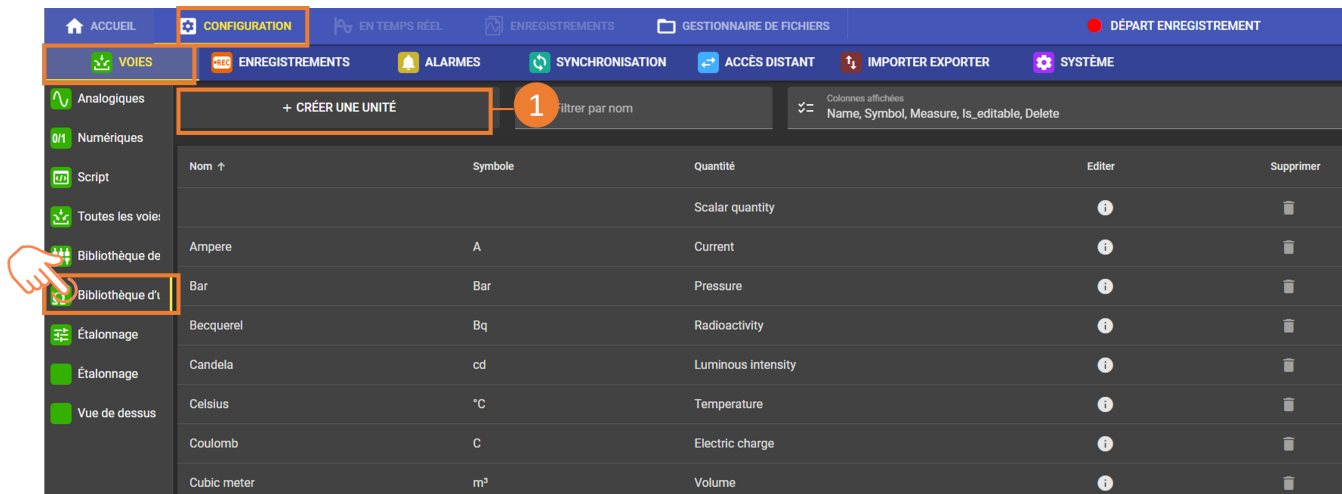 ACCUEIL CONFIGURATION EN TEMPS RÉEL ENREGISTREMENTS GESTIONNAIRE DE FICHIERS DÉPART ENREGISTREMENT
VOIES REC ENREGISTREMENTS ALARMES SYNCHRONISATION ACCÈS DISTANT IMPORTER EXPORTER SYSTÈME
Analogiques
0/1 Numériques
Script
Toutes les voies
Bibliothèque de
Bibliothèque d'u
Étalonnage
Étalonnage
Vue de dessus
+ CRÉER UNE UNITÉ
1
Filtrer par nom
Colonnes affichées
Name, Symbol, Measure, Is_editable, Delete
Nom ↑ Symbole Quantité Editer Supprimer
Scalar quantity
Ampere A Current
Bar Bar Pressure
Becquerel Bq Radioactivity
Candela cd Luminous intensity
Celsius °C Temperature
Coulomb C Electric charge
Cubic meter m³ Volume